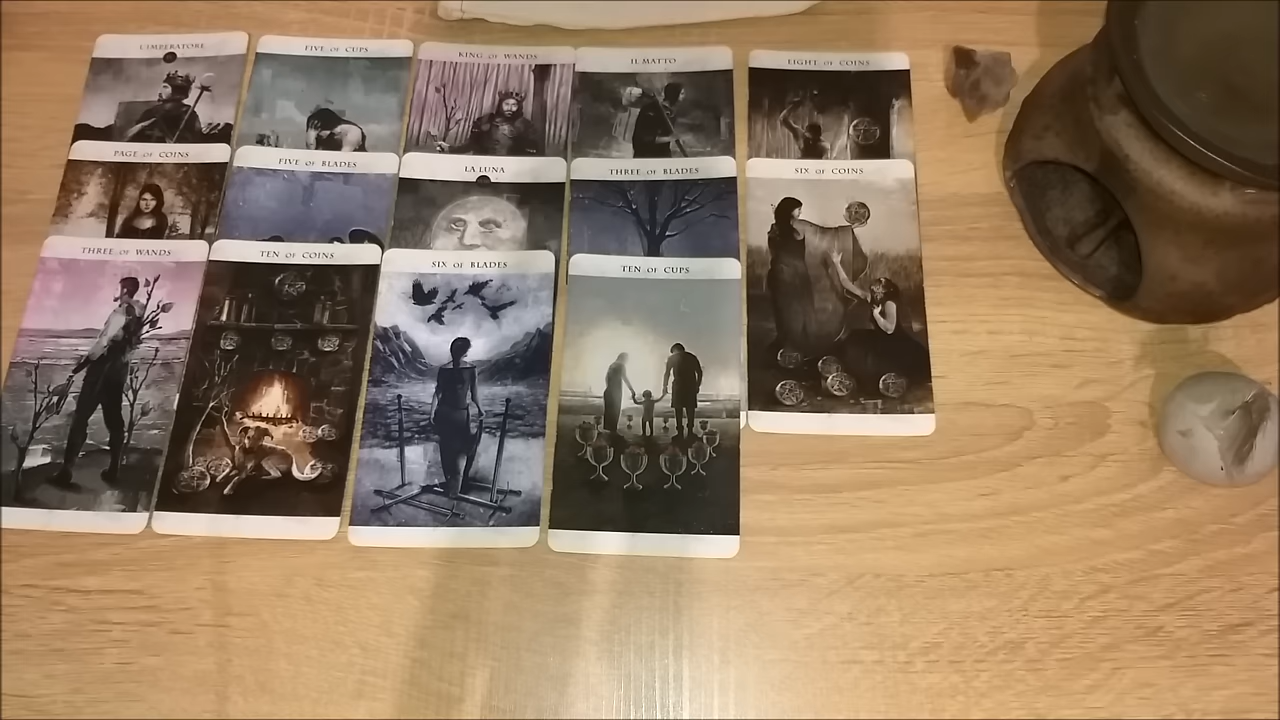 L'IMPERATORE
FIVE OF CUPS
KING OF WANDS
IL MATTO
EIGHT OF COINS
PAGE OF COINS
FIVE OF BLADES
LA LUNA
THREE OF BLADES
SIX OF COINS
THREE OF WANDS
TEN OF COINS
SIX OF BLADES
TEN OF CUPS